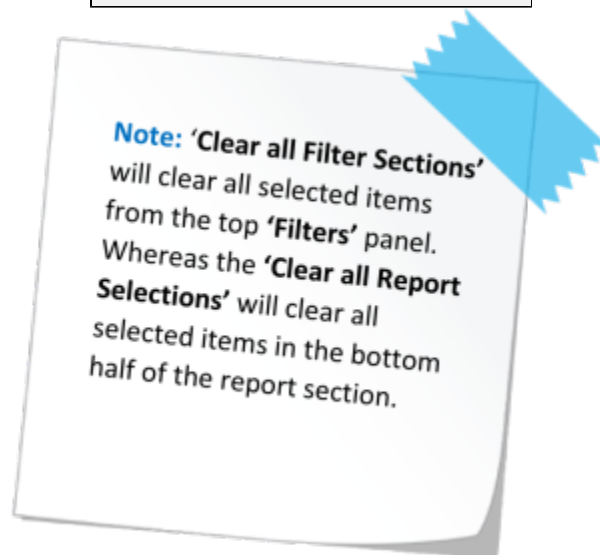 Note: ‘Clear all Filter Sections’
will clear all selected items
from the top ‘Filters’ panel.
Whereas the ‘Clear all Report
Selections’ will clear all
selected items in the bottom
half of the report section.